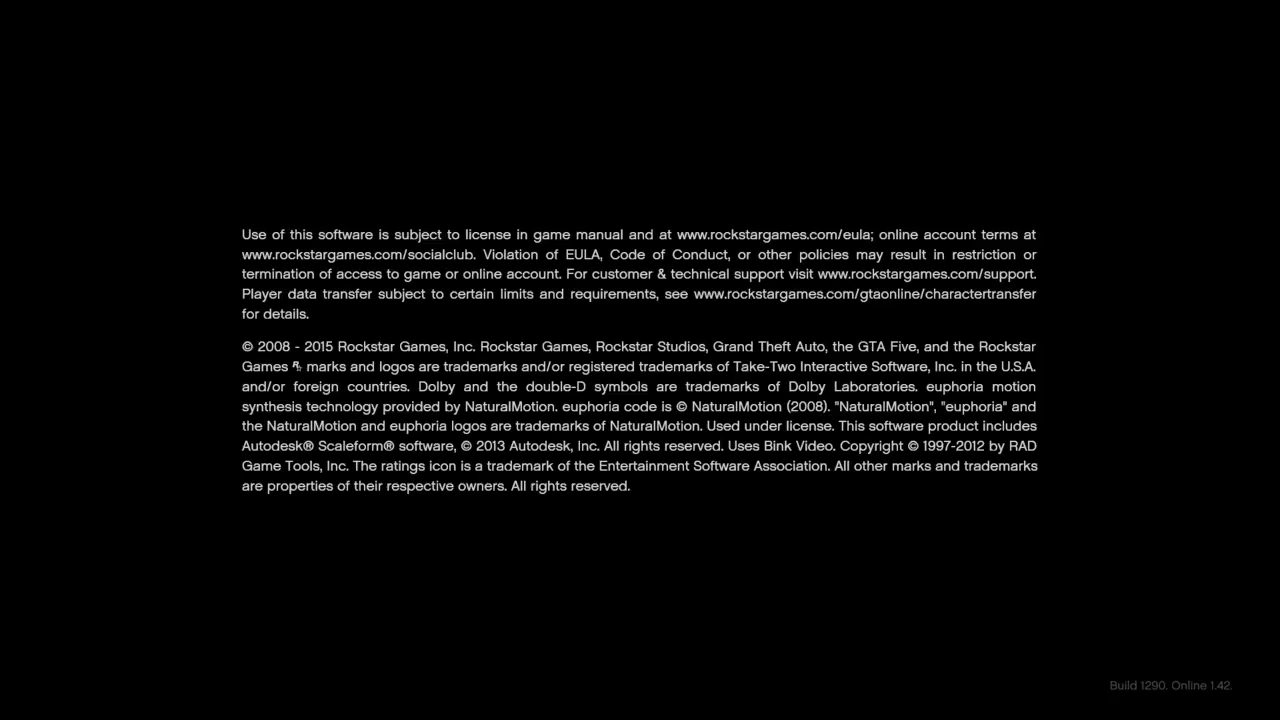 Use of this software is subject to license in game manual and at www.rockstargames.com/eula; online account terms at
www.rockstargames.com/socialclub. Violation of EULA, Code of Conduct, or other policies may result in restriction or
termination of access to game or online account. For customer & technical support visit www.rockstargames.com/support.
Player data transfer subject to certain limits and requirements, see www.rockstargames.com/gtaonline/charactertransfer
for details.
© 2008 - 2015 Rockstar Games, Inc. Rockstar Games, Rockstar Studios, Grand Theft Auto, the GTA Five, and the Rockstar
Games R* marks and logos are trademarks and/or registered trademarks of Take-Two Interactive Software, Inc. in the U.S.A.
and/or foreign countries. Dolby and the double-D symbols are trademarks of Dolby Laboratories. euphoria motion
synthesis technology provided by NaturalMotion. euphoria code is © NaturalMotion (2008). "NaturalMotion", "euphoria" and
the NaturalMotion and euphoria logos are trademarks of NaturalMotion. Used under license. This software product includes
Autodesk® Scaleform® software, © 2013 Autodesk, Inc. All rights reserved. Uses Bink Video. Copyright © 1997-2012 by RAD
Game Tools, Inc. The ratings icon is a trademark of the Entertainment Software Association. All other marks and trademarks
are properties of their respective owners. All rights reserved.
Build 1290. Online 1.42.